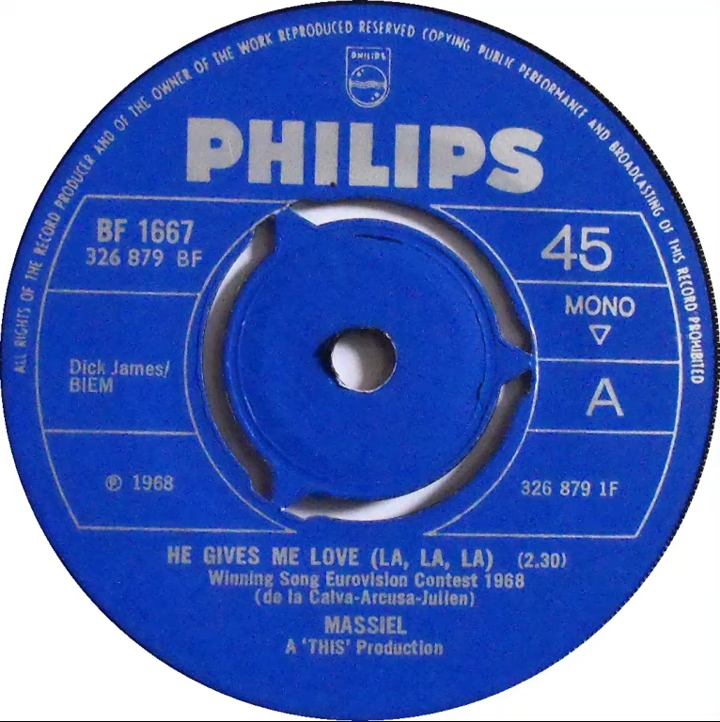 ALL RIGHTS OF THE RECORD PRODUCER AND OF THE OWNER OF THE WORK REPRODUCED RESERVED COPYING PUBLIC PERFORMANCE AND BROADCASTING OF THIS RECORD PROHIBITED
PHILIPS
PHILIPS
BF 1667
326 879 BF
45
MONO
▽
Dick James/
BIEM
A
℗ 1968
326 879 1F
HE GIVES ME LOVE (LA, LA, LA) (2.30)
Winning Song Eurovision Contest 1968
(de la Calva-Arcusa-Julien)
MASSIEL
A 'THIS' Production